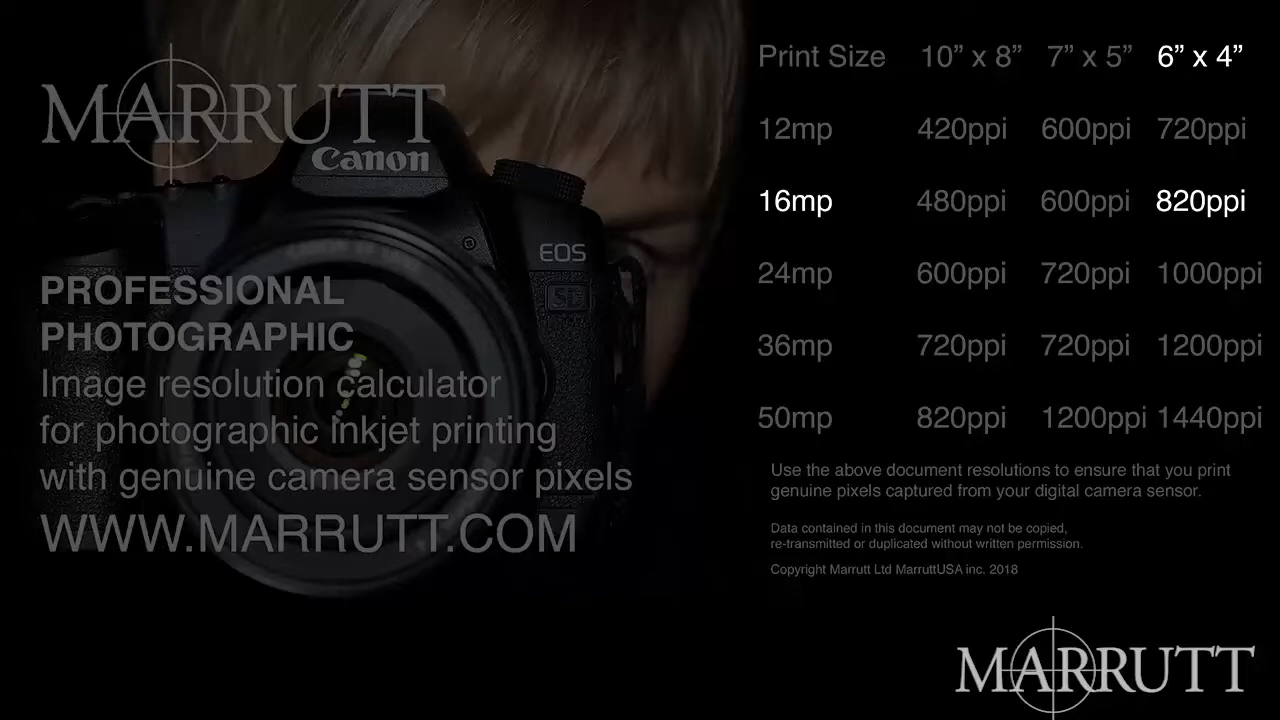 MARRUTT
Canon
EOS
5D
PROFESSIONAL
PHOTOGRAPHIC
Image resolution calculator
for photographic inkjet printing
with genuine camera sensor pixels
WWW.MARRUTT.COM
Print Size 10” x 8” 7” x 5” 6” x 4”
12mp 420ppi 600ppi 720ppi
16mp 480ppi 600ppi 820ppi
24mp 600ppi 720ppi 1000ppi
36mp 720ppi 720ppi 1200ppi
50mp 820ppi 1200ppi 1440ppi
Use the above document resolutions to ensure that you print
genuine pixels captured from your digital camera sensor.
Data contained in this document may not be copied,
re-transmitted or duplicated without written permission.
Copyright Marrutt Ltd MarruttUSA inc. 2018
MARRUTT